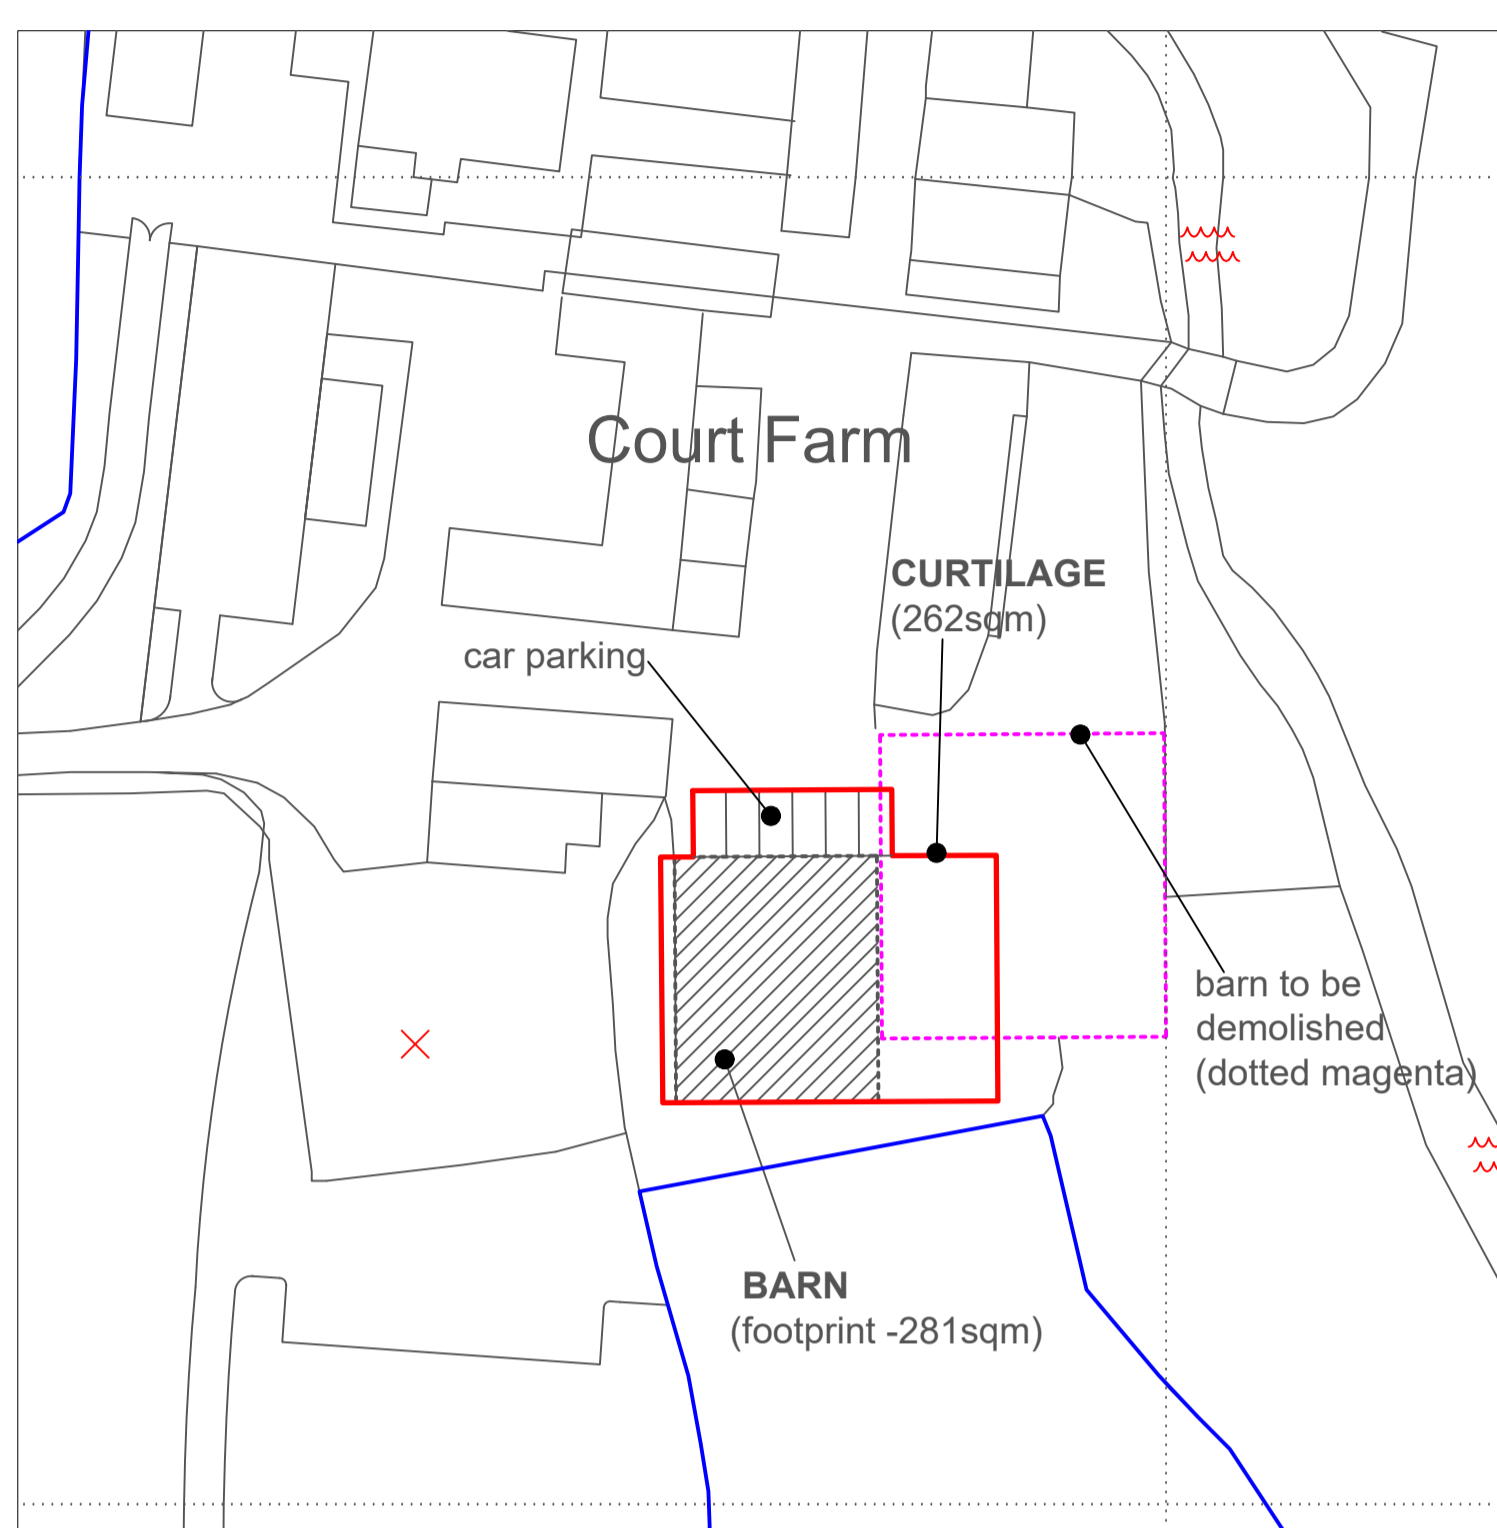 Court Farm
CURTILAGE
(262sqm)
car parking
barn to be
demolished
(dotted magenta)
BARN
(footprint -281sqm)